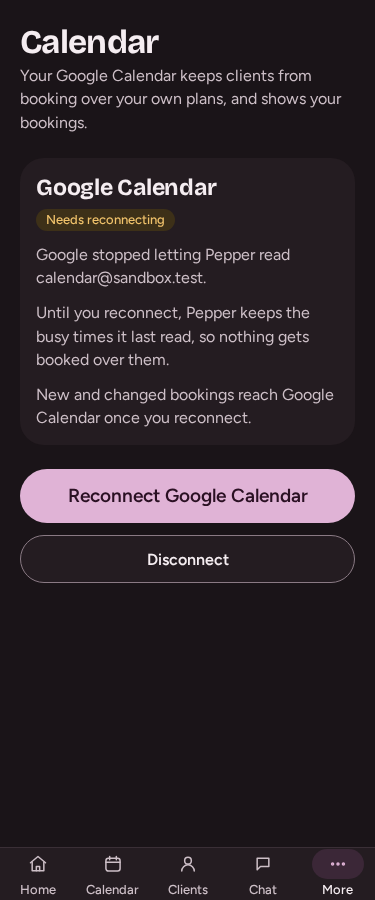 Calendar
Your Google Calendar keeps clients from
booking over your own plans, and shows your
bookings.
Google Calendar
Needs reconnecting
Google stopped letting Pepper read
calendar@sandbox.test.
Until you reconnect, Pepper keeps the
busy times it last read, so nothing gets
booked over them.
New and changed bookings reach Google
Calendar once you reconnect.
Reconnect Google Calendar
Disconnect
Home
Calendar
Clients
Chat
More